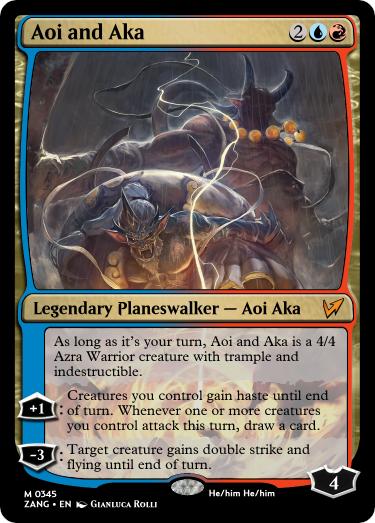 Aoi and Aka 2
Legendary Planeswalker — Aoi Aka
As long as it's your turn, Aoi and Aka is a 4/4
Azra Warrior creature with trample and
indestructible.
+1: Creatures you control gain haste until end
of turn. Whenever one or more creatures
you control attack this turn, draw a card.
-3: Target creature gains double strike and
flying until end of turn.
4
M 0345
ZANG • EN Gianluca Rolli
He/him He/him